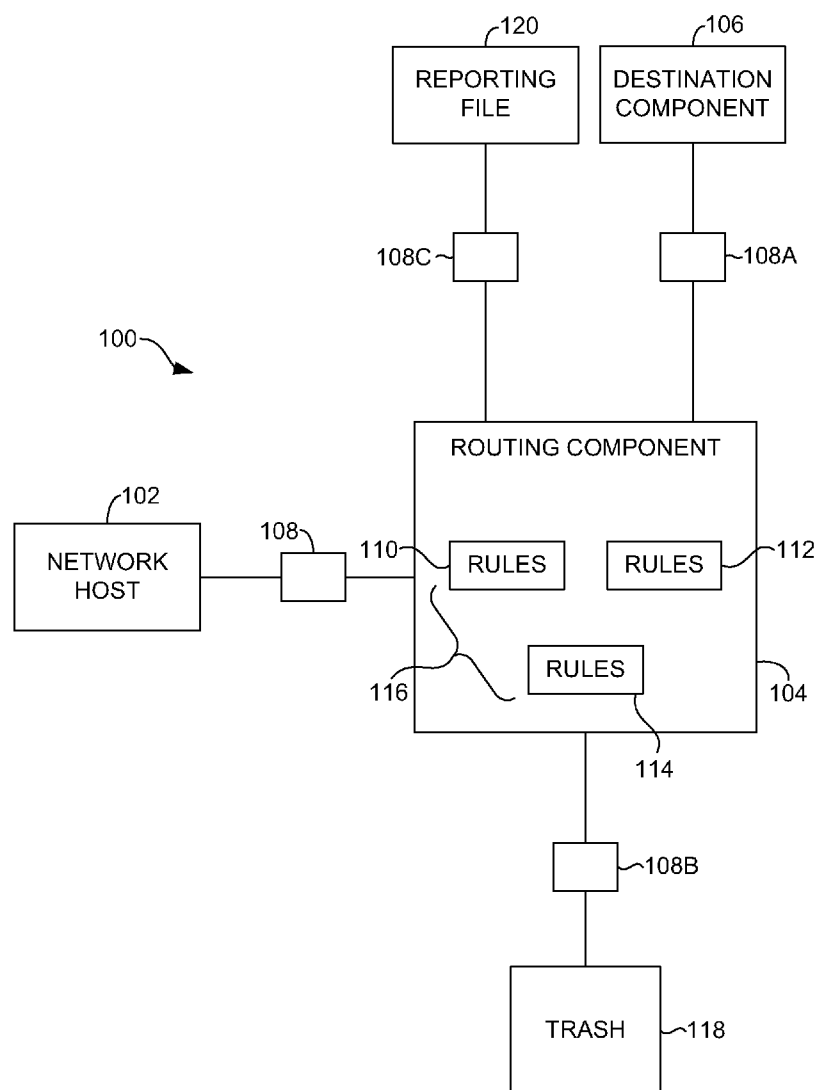 120
106
REPORTING
FILE
DESTINATION
COMPONENT
108C
108A
100
ROUTING COMPONENT
102
108
110
RULES
RULES
112
NETWORK
HOST
116
RULES
104
114
108B
TRASH
118